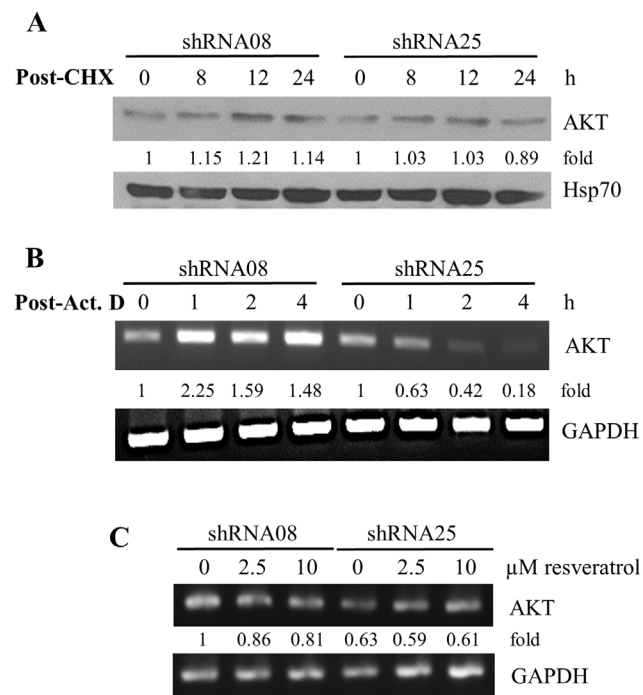 A
shRNA08 shRNA25
Post-CHX 0 8 12 24 0 8 12 24 h
AKT
1 1.15 1.21 1.14 1 1.03 1.03 0.89 fold
Hsp70
B
shRNA08 shRNA25
Post-Act. D 0 1 2 4 0 1 2 4 h
AKT
1 2.25 1.59 1.48 1 0.63 0.42 0.18 fold
GAPDH
C
shRNA08 shRNA25
0 2.5 10 0 2.5 10 µM resveratrol
AKT
1 0.86 0.81 0.63 0.59 0.61 fold
GAPDH